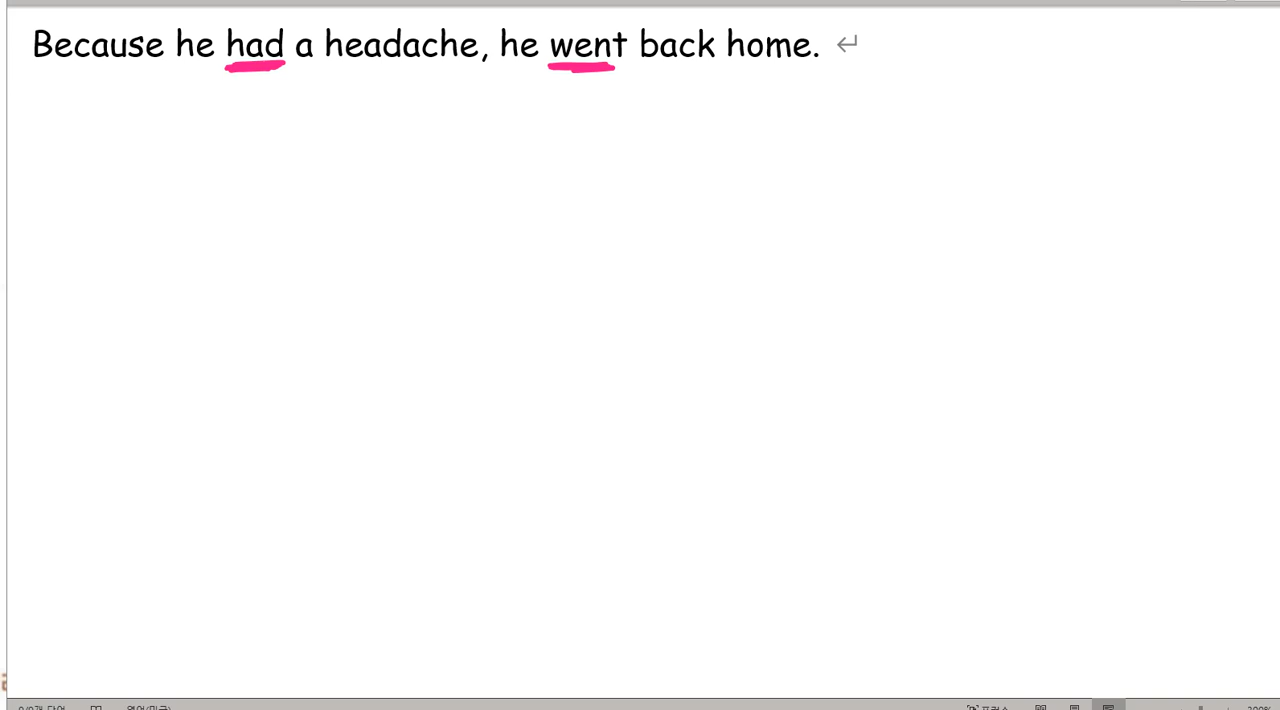 Because he had a headache, he went back home. ↵